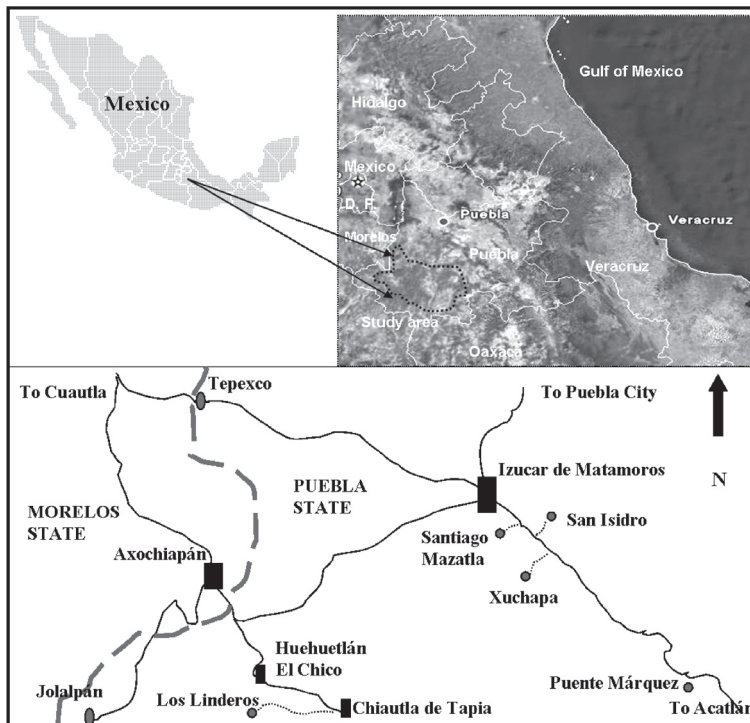 Mexico
Gulf of Mexico
Hidalgo
Mexico
D. F.
Puebla
Veracruz
Morelos
Puebla
Veracruz
Study area
Oaxaca
To Cuautla
Tepexco
To Puebla City
Izucar de Matamoros
N
MORELOS
STATE
PUEBLA
STATE
San Isidro
Santiago
Mazatla
Axochiapán
Xuchapa
Huehuetlán
El Chico
Puente Márquez
Jolalpán
Los Linderos
Chiautla de Tapia
To Acatlán